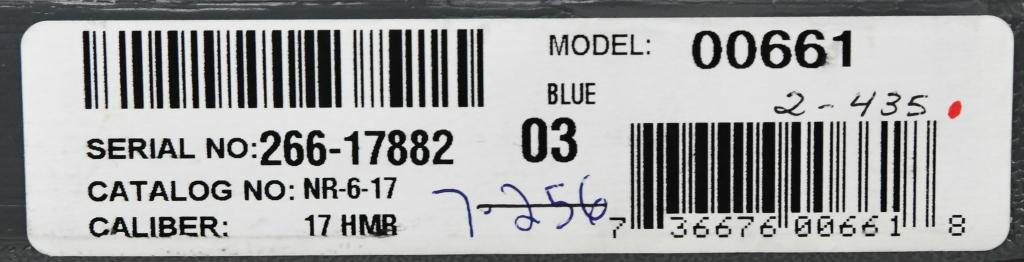 MODEL: 00661
BLUE
2-435
SERIAL NO:266-17882 03
CATALOG NO: NR-6-17
7-256
CALIBER: 17 HMR
7 36676 00661 8